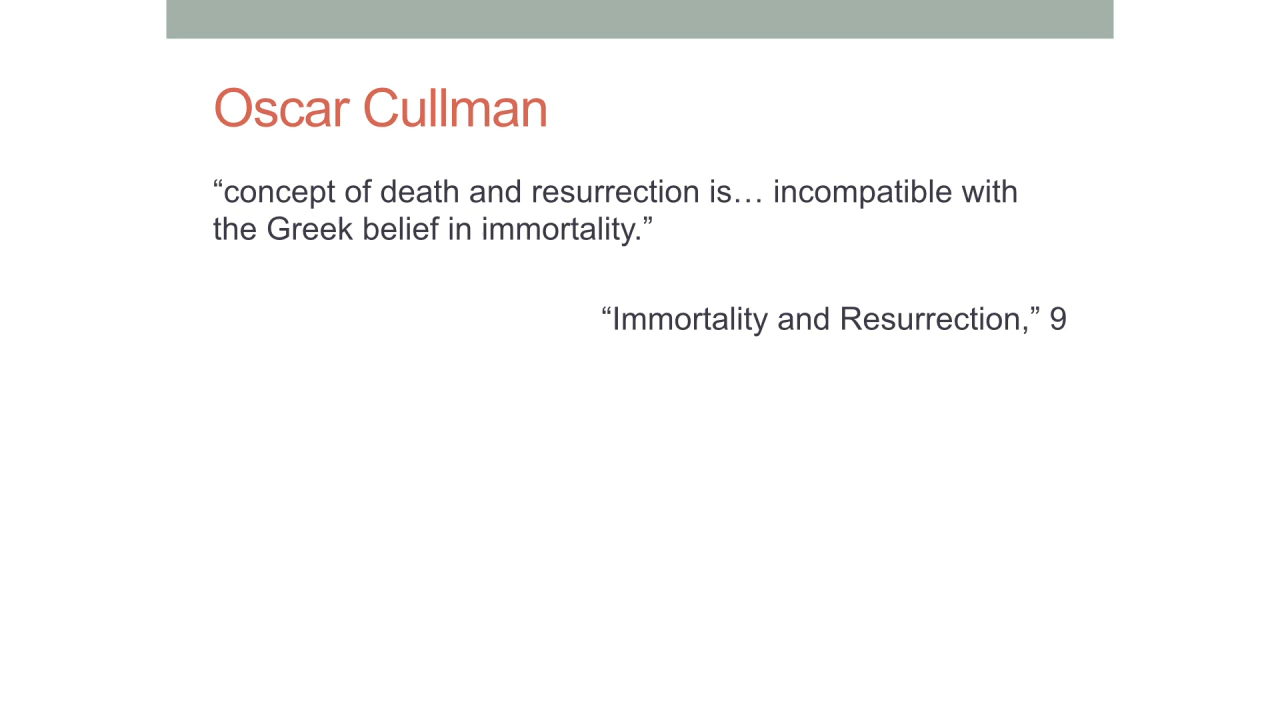 Oscar Cullman
“concept of death and resurrection is… incompatible with
the Greek belief in immortality.”
“Immortality and Resurrection,” 9